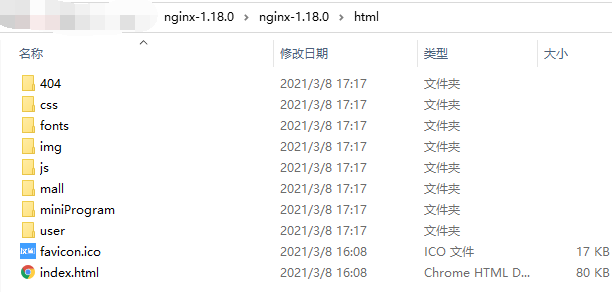 nginx-1.18.0 > nginx-1.18.0 > html
名称 修改日期 类型 大小
404 2021/3/8 17:17 文件夹
css 2021/3/8 17:17 文件夹
fonts 2021/3/8 17:17 文件夹
img 2021/3/8 17:17 文件夹
js 2021/3/8 17:17 文件夹
mall 2021/3/8 17:17 文件夹
miniProgram 2021/3/8 17:17 文件夹
user 2021/3/8 17:17 文件夹
favicon.ico 2021/3/8 16:08 ICO 文件 17 KB
index.html 2021/3/8 16:08 Chrome HTML D... 80 KB